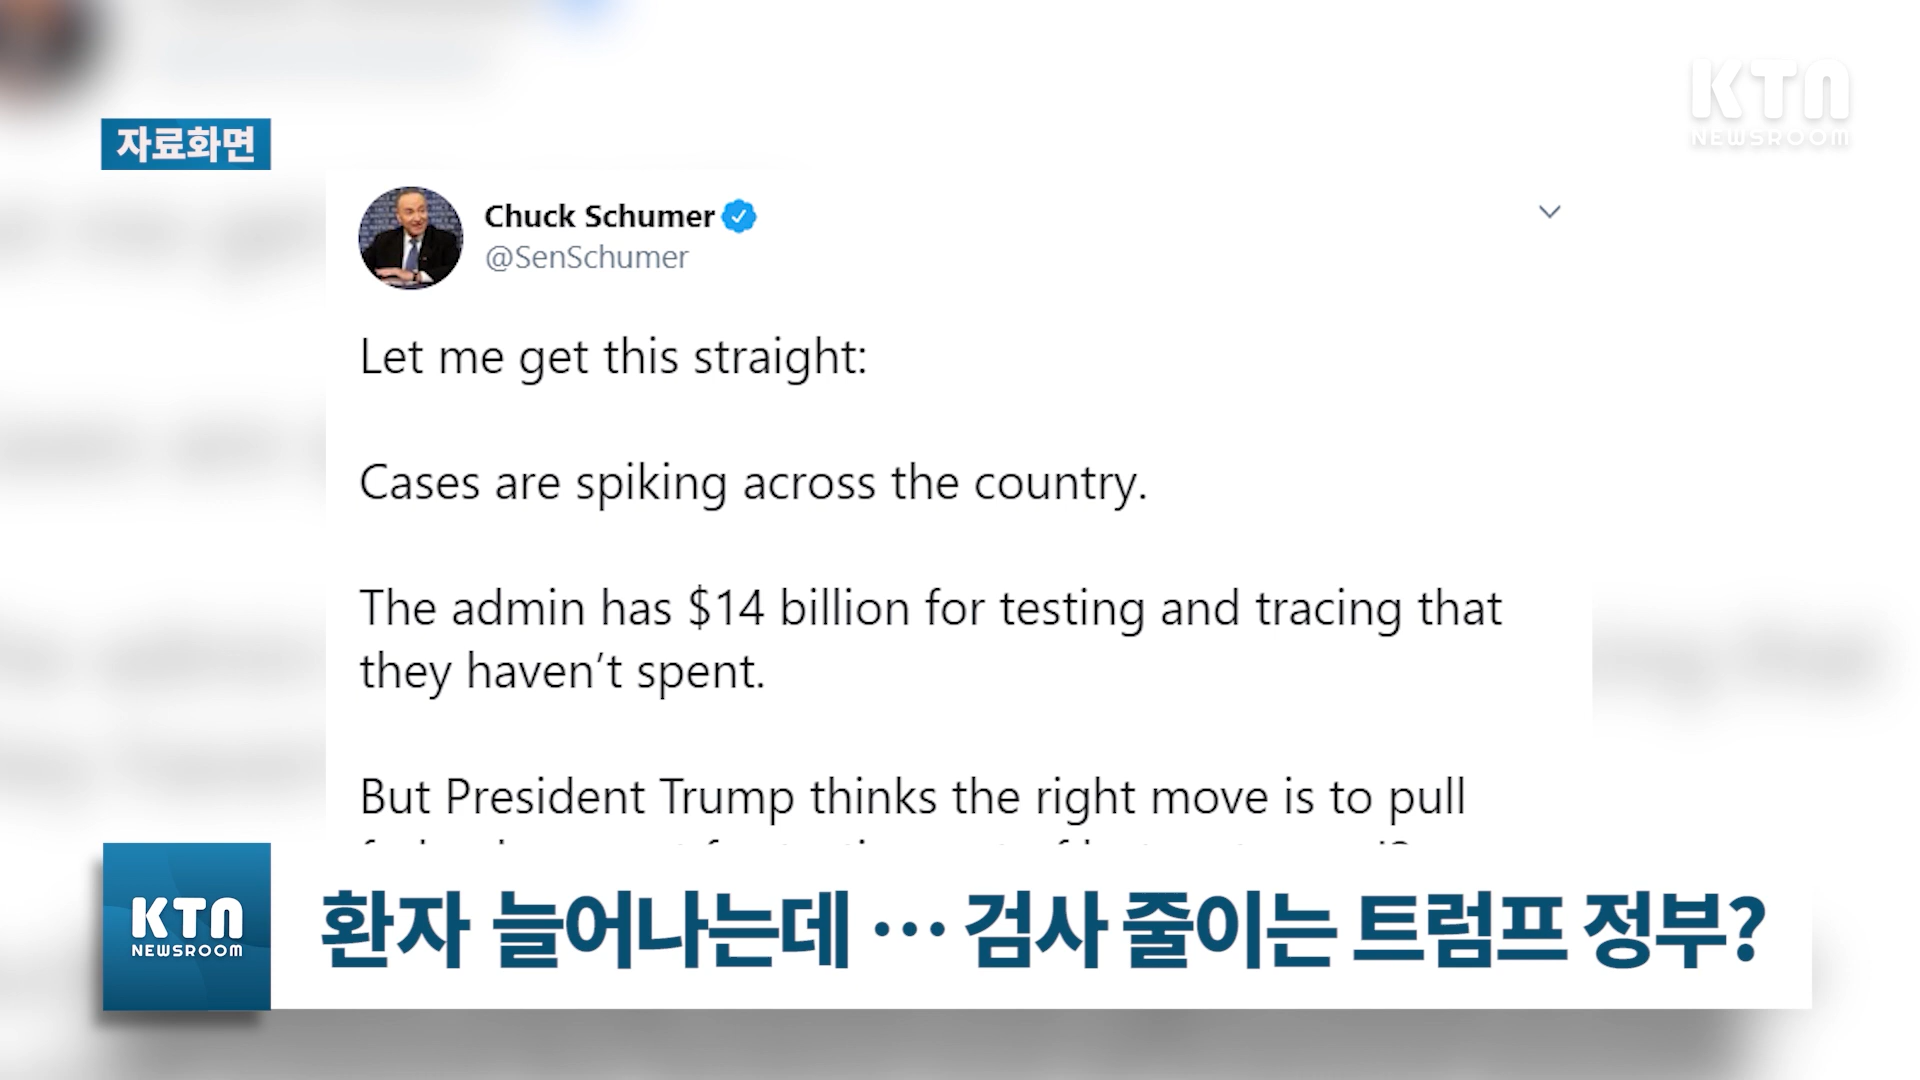 KTN
NEWSROOM
자료화면
Chuck Schumer
@SenSchumer
Let me get this straight:
Cases are spiking across the country.
The admin has $14 billion for testing and tracing that
they haven’t spent.
But President Trump thinks the right move is to pull
KTN
NEWSROOM
환자 늘어나는데 ··· 검사 줄이는 트럼프 정부?